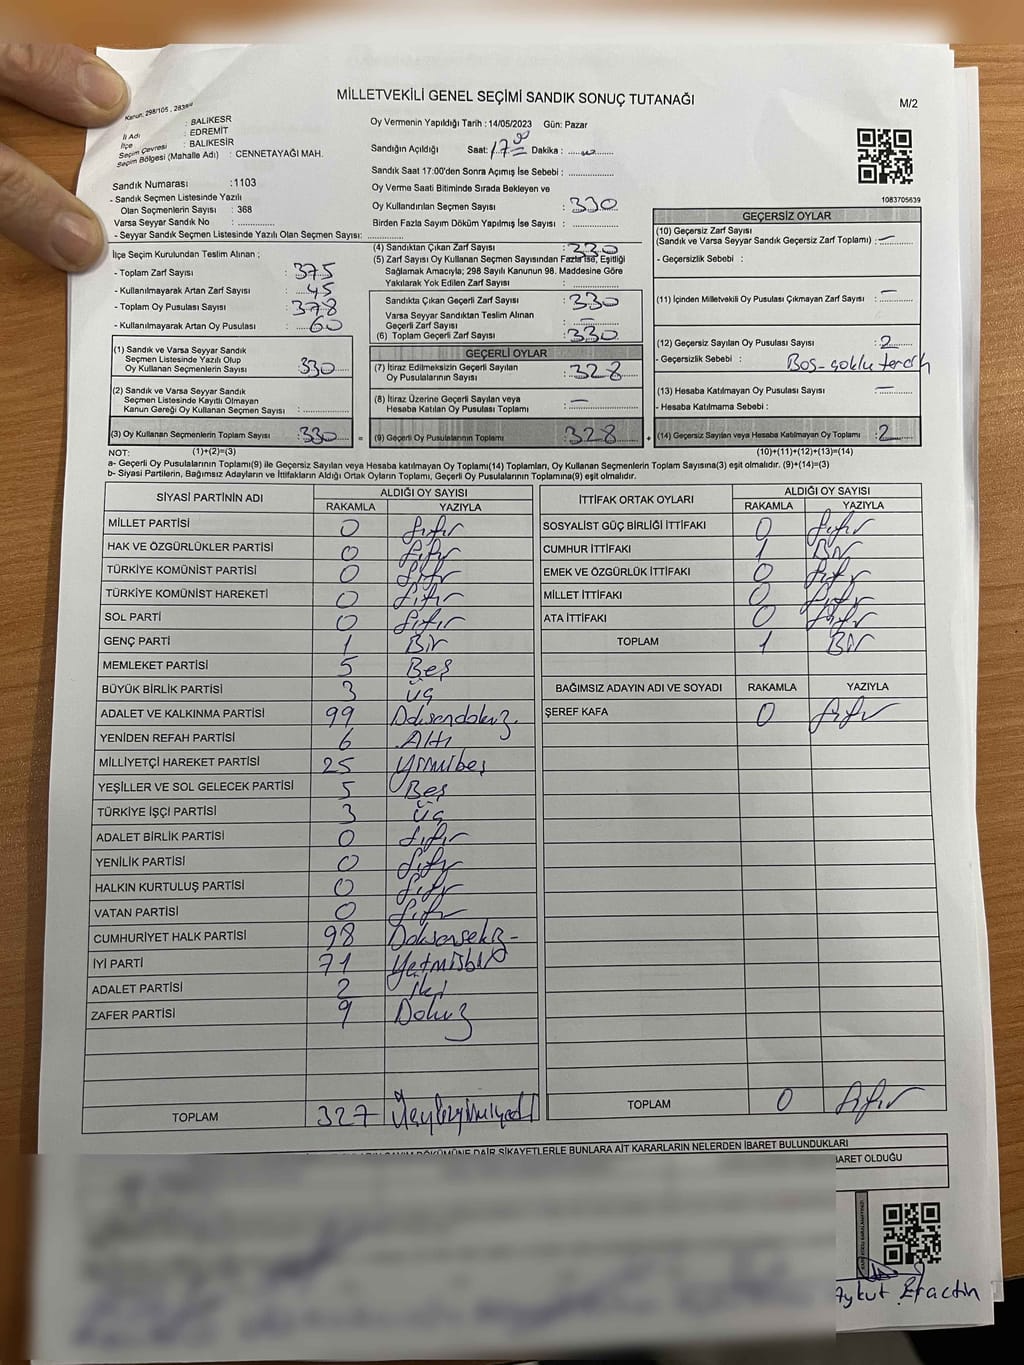 MİLLETVEKİLİ GENEL SEÇİMİ SANDIK SONUÇ TUTANAĞI
M/2
Kanun: 298/105
İl Adı : BALIKESR
İlçe : EDREMİT
Seçim Çevresi : BALIKESİR
Seçim Bölgesi (Mahalle Adı) : CENNETAYAĞI MAH.
Sandık Numarası :1103
- Sandık Seçmen Listesinde Yazılı
Olan Seçmenlerin Sayısı : 368
Varsa Seyyar Sandık No : ..............
- Seyyar Sandık Seçmen Listesinde Yazılı Olan Seçmen Sayısı: ..............
Oy Vermenin Yapıldığı Tarih : 14/05/2023 Gün: Pazar
Sandığın Açıldığı Saat: 17 00 Dakika : ..............
Sandık Saat 17:00'den Sonra Açımış İse Sebebi : ..............
Oy Verme Saati Bitiminde Sırada Bekleyen ve
Oy Kullandırılan Seçmen Sayısı : 330
Birden Fazla Sayım Döküm Yapılmış İse Sayısı : ..............
1083705639
İlçe Seçim Kurulundan Teslim Alınan ;
- Toplam Zarf Sayısı : 375
- Kullanılmayarak Artan Zarf Sayısı : 45
- Toplam Oy Pusulası Sayısı : 378
- Kullanılmayarak Artan Oy Pusulası : 60
(1) Sandık ve Varsa Seyyar Sandık
Seçmen Listesinde Yazılı Olup
Oy Kullanan Seçmenlerin Sayısı : 330
(2) Sandık ve Varsa Seyyar Sandık
Seçmen Listesinde Kayıtlı Olmayan
Kanun Gereği Oy Kullanan Seçmen Sayısı : ..............
(3) Oy Kullanan Seçmenlerin Toplam Sayısı : 330
(4) Sandıktan Çıkan Zarf Sayısı : 330
(5) Zarf Sayısı Oy Kullanan Seçmen Sayısından Fazla İse, Eşitliği
Sağlamak Amacıyla; 298 Sayılı Kanunun 98. Maddesine Göre
Yakılarak Yok Edilen Zarf Sayısı : ..............
Sandıkta Çıkan Geçerli Zarf Sayısı : 330
Varsa Seyyar Sandıktan Teslim Alınan
Geçerli Zarf Sayısı : —
(6) Toplam Geçerli Zarf Sayısı : 330
GEÇERLİ OYLAR
(7) İtiraz Edilmeksizin Geçerli Sayılan
Oy Pusulalarının Sayısı : 328
(8) İtiraz Üzerine Geçerli Sayılan veya
Hesaba Katılan Oy Pusulası Toplamı : —
= (9) Geçerli Oy Pusulalarının Toplamı : 328
GEÇERSİZ OYLAR
(10) Geçersiz Zarf Sayısı
(Sandık ve Varsa Seyyar Sandık Geçersiz Zarf Toplamı) : —
- Geçersizlik Sebebi :
(11) İçinden Milletvekili Oy Pusulası Çıkmayan Zarf Sayısı : —
(12) Geçersiz Sayılan Oy Pusulası Sayısı : 2
- Geçersizlik Sebebi : Boş-çoklu tercih
(13) Hesaba Katılmayan Oy Pusulası Sayısı : —
- Hesaba Katılmama Sebebi :
+ (14) Geçersiz Sayılan veya Hesaba Katılmayan Oy Toplamı : 2
NOT: (1)+(2)=(3)
(10)+(11)+(12)+(13)=(14)
a- Geçerli Oy Pusulalarının Toplamı(9) ile Geçersiz Sayılan veya Hesaba katılmayan Oy Toplamı(14) Toplamları, Oy Kullanan Seçmenlerin Toplam Sayısına(3) eşit olmalıdır. (9)+(14)=(3)
b- Siyasi Partilerin, Bağımsız Adayların ve İttifakların Aldığı Ortak Oyların Toplamı, Geçerli Oy Pusulalarının Toplamına(9) eşit olmalıdır.
SİYASİ PARTİNİN ADI ALDIĞI OY SAYISI
RAKAMLA YAZIYLA
MİLLET PARTİSİ 0 Sıfır
HAK VE ÖZGÜRLÜKLER PARTİSİ 0 Sıfır
TÜRKİYE KOMÜNİST PARTİSİ 0 Sıfır
TÜRKİYE KOMÜNİST HAREKETİ 0 Sıfır
SOL PARTİ 0 Sıfır
GENÇ PARTİ 1 Bir
MEMLEKET PARTİSİ 5 Beş
BÜYÜK BİRLİK PARTİSİ 3 üç
ADALET VE KALKINMA PARTİSİ 99 Doksandokuz
YENİDEN REFAH PARTİSİ 6 Altı
MİLLİYETÇİ HAREKET PARTİSİ 25 Yirmibeş
YEŞİLLER VE SOL GELECEK PARTİSİ 5 Beş
TÜRKİYE İŞÇİ PARTİSİ 3 Üç
ADALET BİRLİK PARTİSİ 0 Sıfır
YENİLİK PARTİSİ 0 Sıfır
HALKIN KURTULUŞ PARTİSİ 0 Sıfır
VATAN PARTİSİ 0 Sıfır
CUMHURİYET HALK PARTİSİ 98 Doksansekiz
İYİ PARTİ 71 Yetmişbir
ADALET PARTİSİ 2 iki
ZAFER PARTİSİ 9 Dokuz
TOPLAM 327 Üçyüzyirmiyedi
İTTİFAK ORTAK OYLARI ALDIĞI OY SAYISI
RAKAMLA YAZIYLA
SOSYALİST GÜÇ BİRLİĞİ İTTİFAKI 0 Sıfır
CUMHUR İTTİFAKI 1 Bir
EMEK VE ÖZGÜRLÜK İTTİFAKI 0 Sıfır
MİLLET İTTİFAKI 0 Sıfır
ATA İTTİFAKI 0 Sıfır
TOPLAM 1 Bir
BAĞIMSIZ ADAYIN ADI VE SOYADI RAKAMLA YAZIYLA
ŞEREF KAFA 0 Sıfır
TOPLAM 0 Sıfır
DÖKÜMÜNE DAİR ŞİKAYETLERLE BUNLARA AİT KARARLARIN NELERDEN İBARET BULUNDUKLARI
BARET OLDUĞU
Aykut